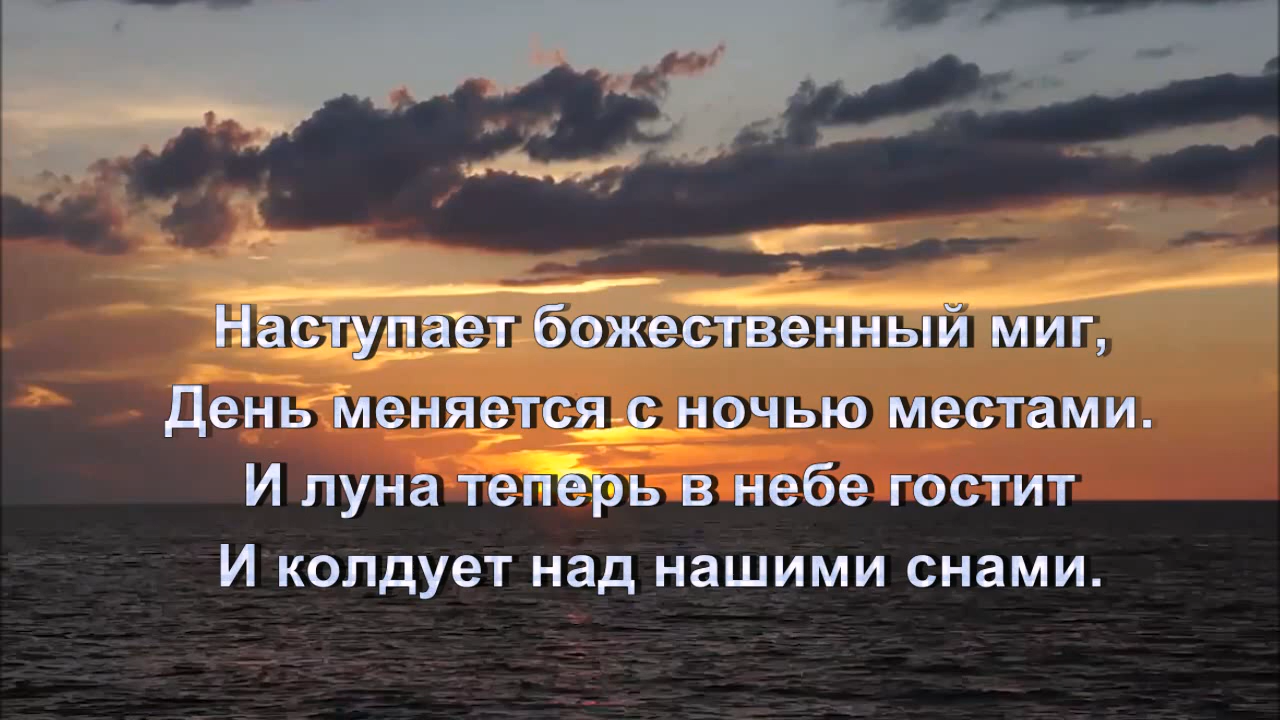 Наступает божественный миг,
День меняется с ночью местами.
И луна теперь в небе гостит
И колдует над нашими снами.